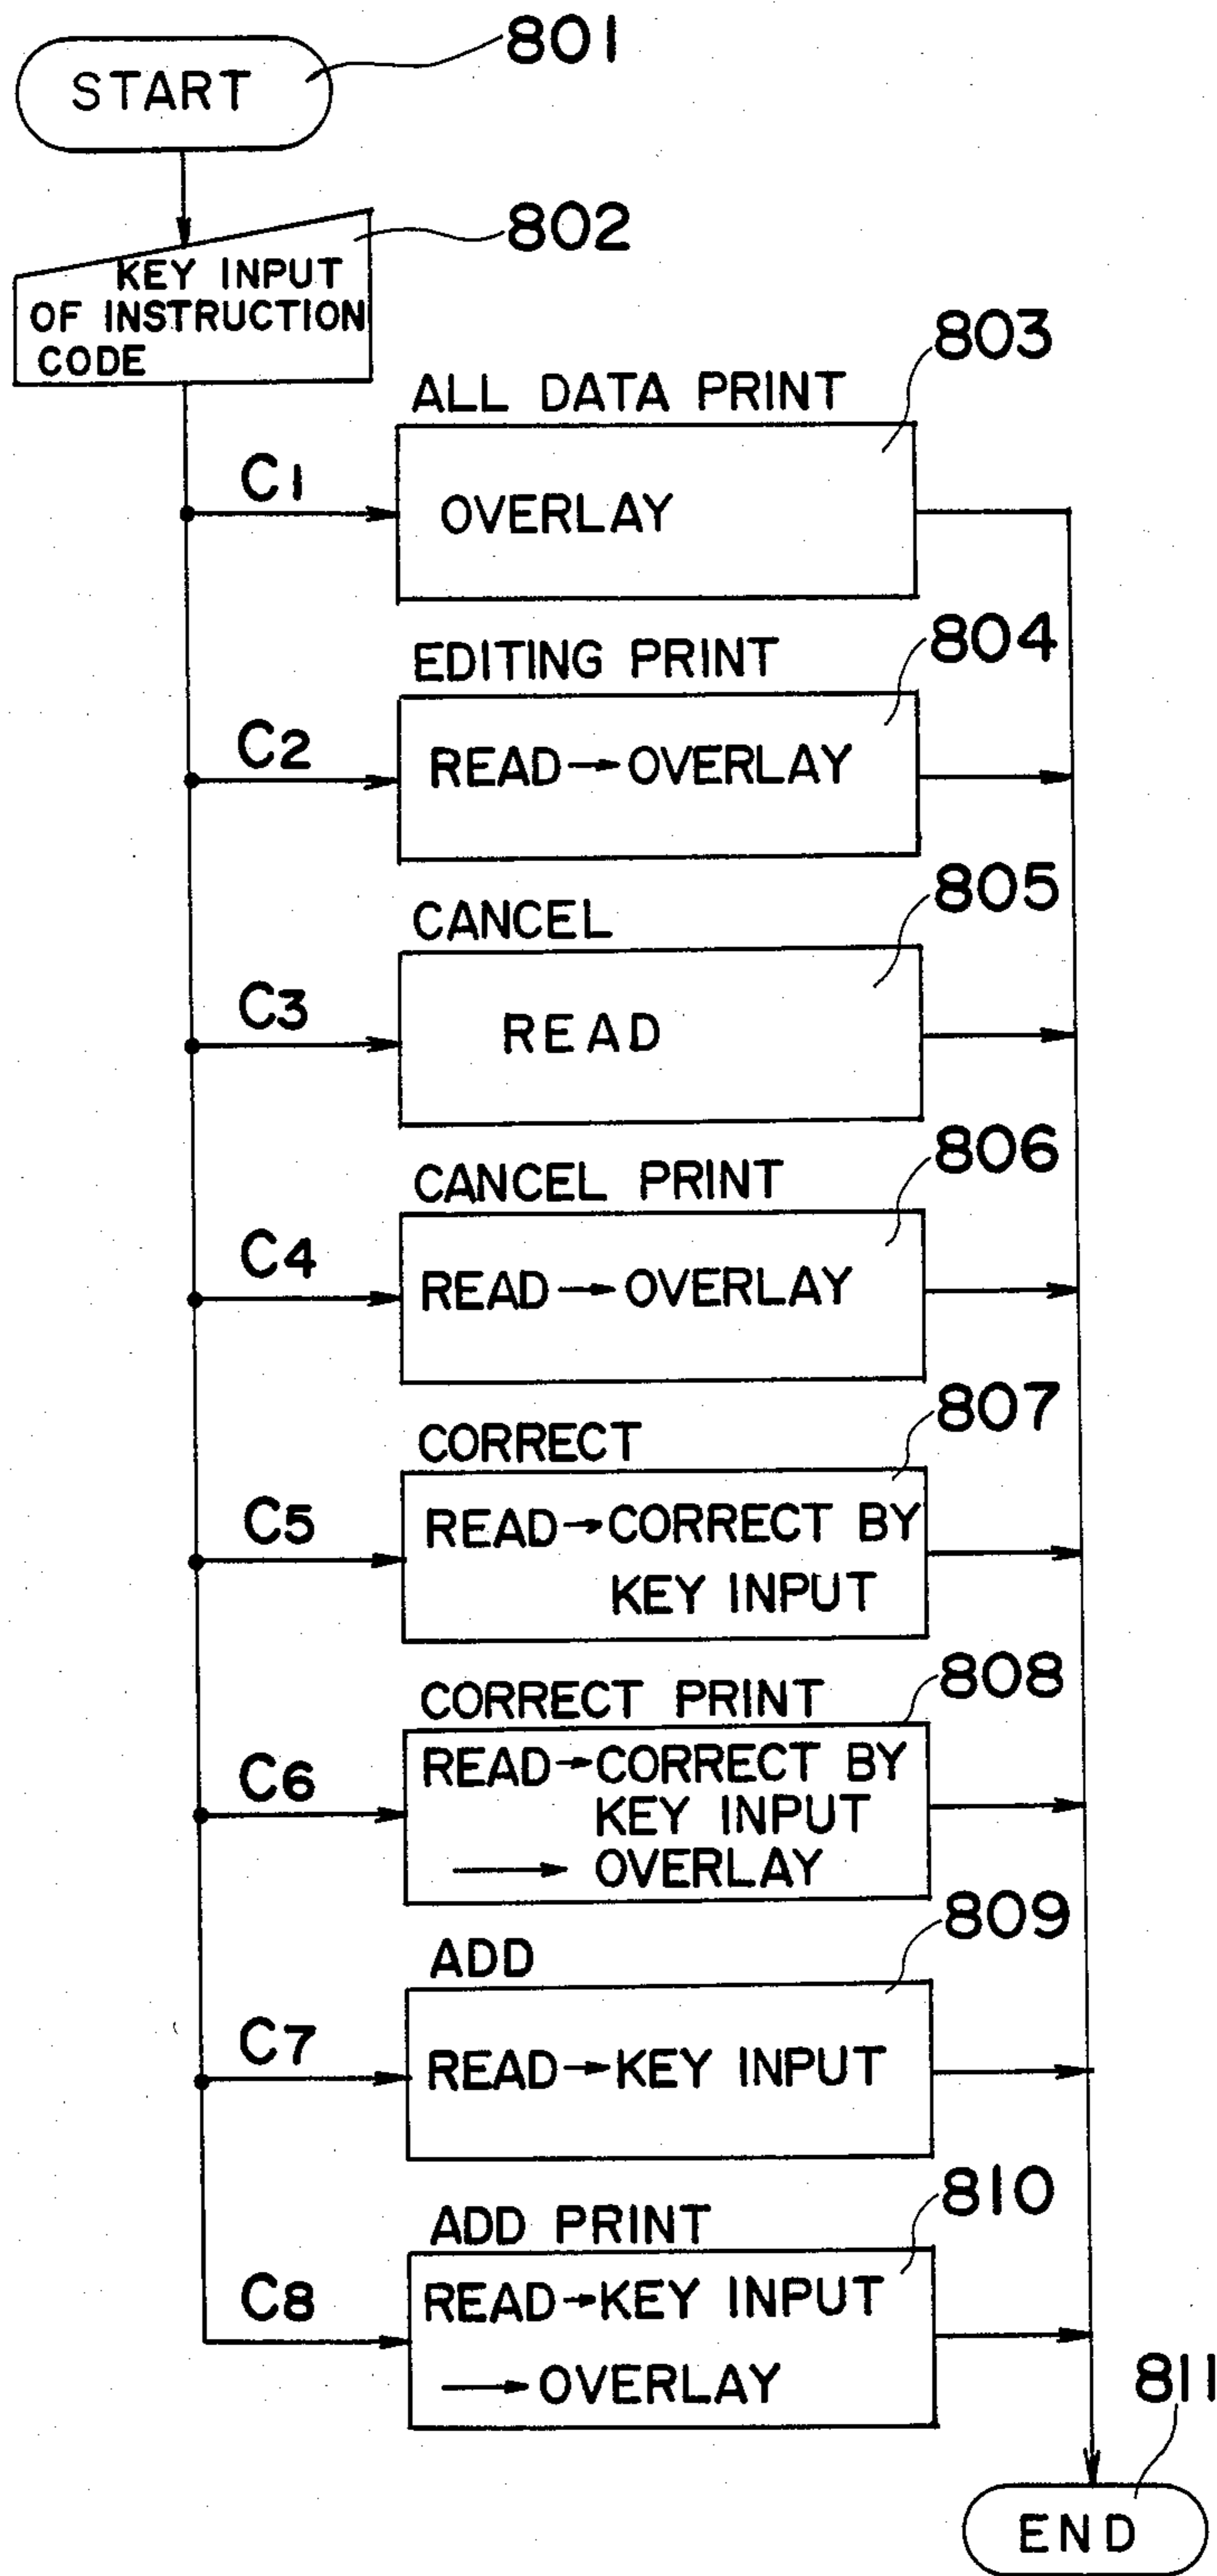 START
801
802
KEY INPUT
OF INSTRUCTION
CODE
803
ALL DATA PRINT
C1
OVERLAY
804
EDITING PRINT
C2
READ→OVERLAY
805
CANCEL
C3
READ
806
CANCEL PRINT
C4
READ→OVERLAY
807
CORRECT
C5
READ→CORRECT BY
KEY INPUT
808
CORRECT PRINT
C6
READ→CORRECT BY
KEY INPUT
→ OVERLAY
809
ADD
C7
READ→KEY INPUT
810
ADD PRINT
C8
READ→KEY INPUT
→OVERLAY
811
END